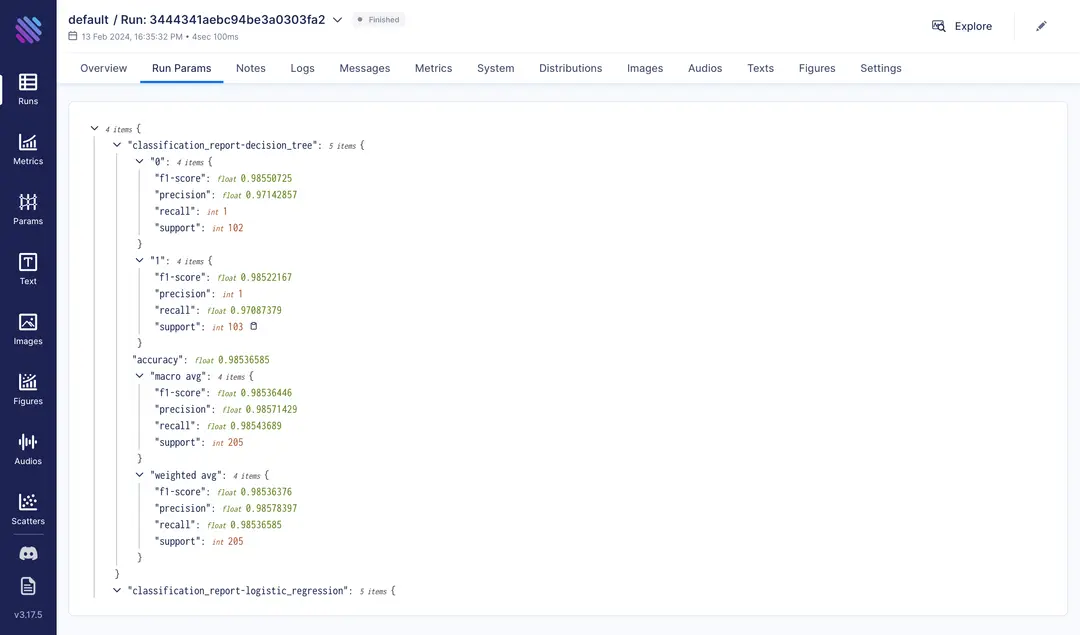 default / Run: 3444341aebc94be3a0303fa2
Finished
13 Feb 2024, 16:35:32 PM • 4sec 100ms
Explore
Overview Run Params Notes Logs Messages Metrics System Distributions Images Audios Texts Figures Settings
Runs
Metrics
Params
Text
Images
Figures
Audios
Scatters
v3.17.5
4 items {
"classification_report-decision_tree": 5 items {
"0": 4 items {
"f1-score": float 0.98550725
"precision": float 0.97142857
"recall": int 1
"support": int 102
}
"1": 4 items {
"f1-score": float 0.98522167
"precision": int 1
"recall": float 0.97087379
"support": int 103
}
"accuracy": float 0.98536585
"macro avg": 4 items {
"f1-score": float 0.98536446
"precision": float 0.98571429
"recall": float 0.98543689
"support": int 205
}
"weighted avg": 4 items {
"f1-score": float 0.98536376
"precision": float 0.98578397
"recall": float 0.98536585
"support": int 205
}
}
"classification_report-logistic_regression": 5 items {